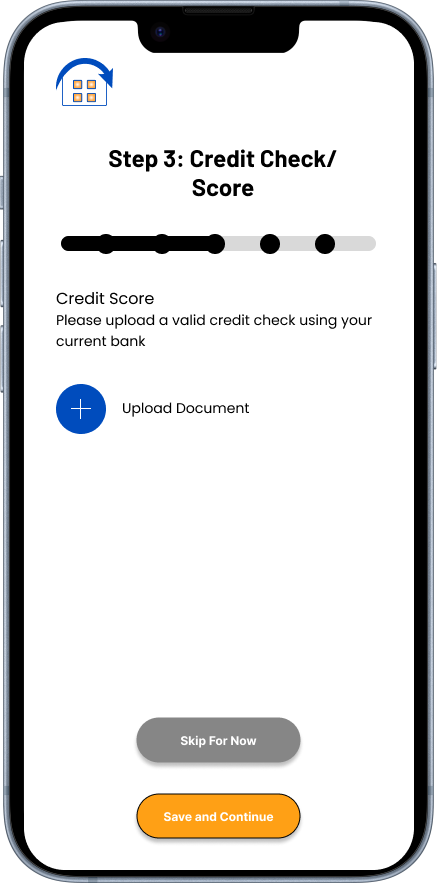 Step 3: Credit Check/
Score
Credit Score
Please upload a valid credit check using your
current bank
Upload Document
Skip For Now
Save and Continue